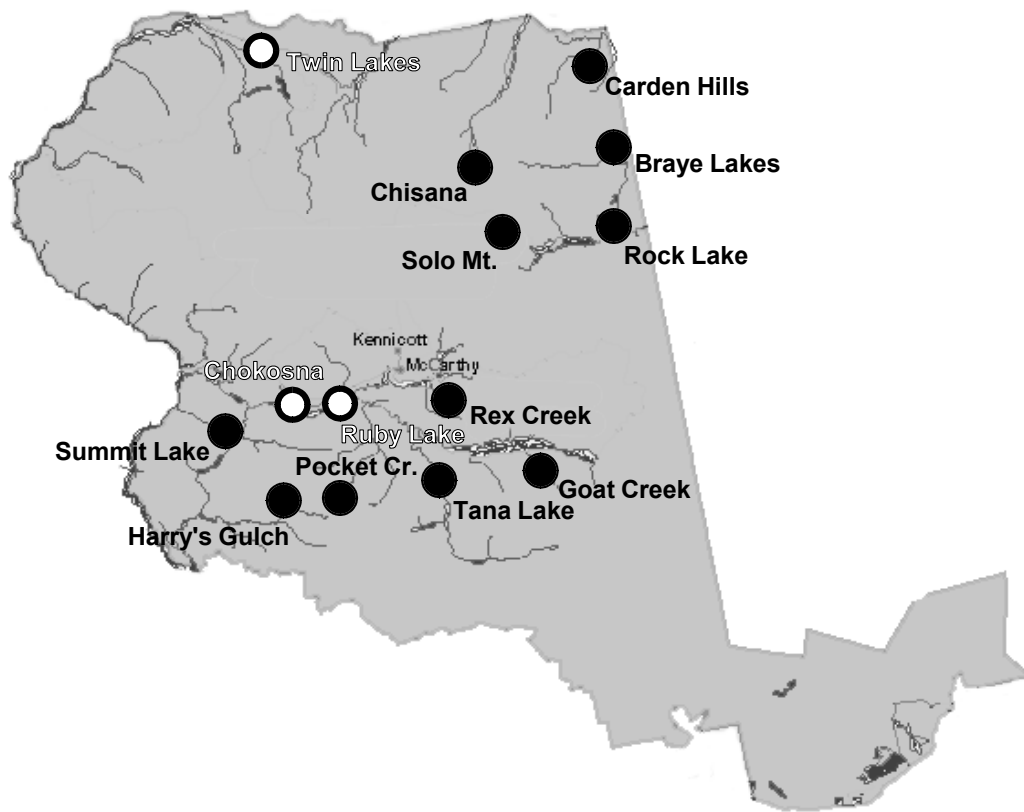 Twin Lakes
Carden Hills
Braye Lakes
Chisana
Solo Mt.
Rock Lake
Kennicott
McCarthy
Chokosna
Rex Creek
Ruby Lake
Summit Lake
Pocket Cr.
Goat Creek
Tana Lake
Harry's Gulch